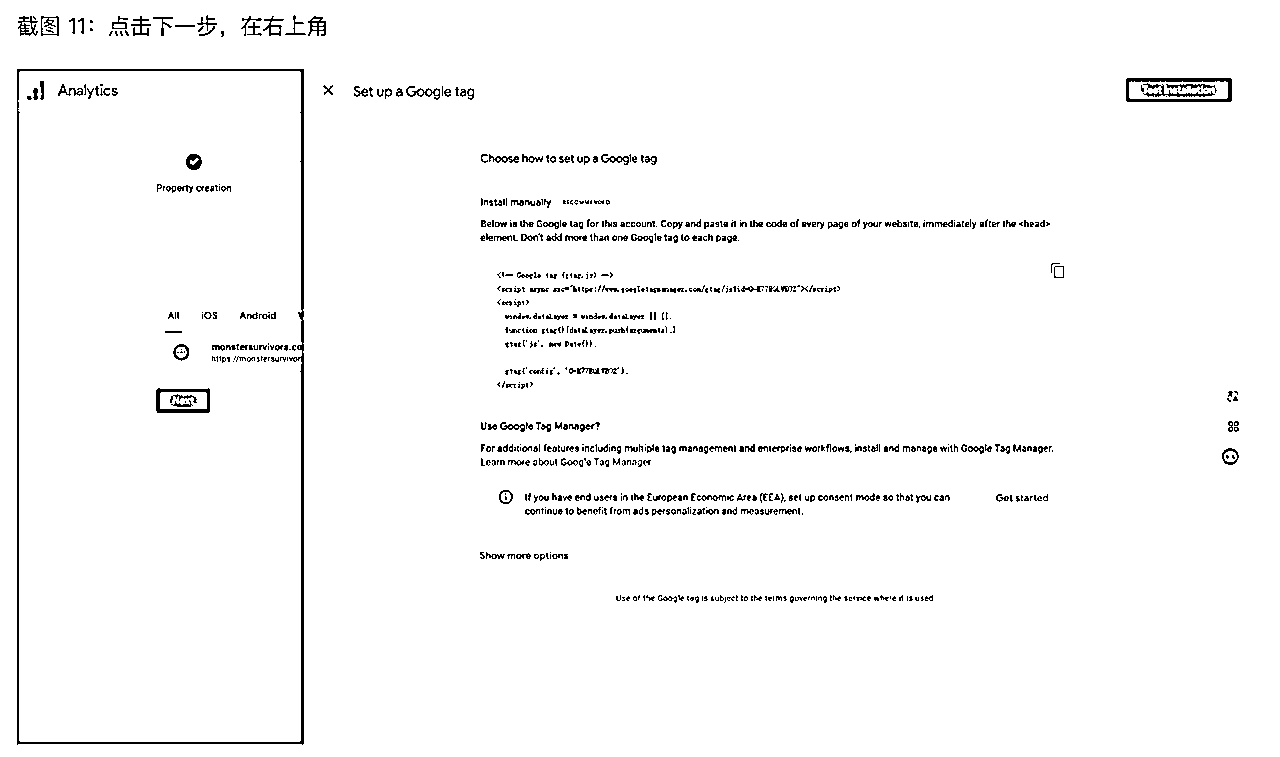 截图 11：点击下一步，在右上角
Analytics
Set up a Google tag
Test installation
Property creation
Choose how to set up a Google tag
Install manually RECOMMENDED
Below is the Google tag for this account. Copy and paste it in the code of every page of your website, immediately after the <head>
element. Don't add more than one Google tag to each page.
<!-- Google tag (gtag.js) -->
<script async src="https://www.googletagmanager.com/gtag/js?id=
"></script>
<script>
window.dataLayer = window.dataLayer || [];
function gtag(){dataLayer.push(arguments);}
gtag('js', new Date());
gtag('config',
</script>
All iOS Android
monstersurvivors.co
https://monstersurvivor
Next
Use Google Tag Manager?
For additional features including multiple tag management and enterprise workflows, install and manage with Google Tag Manager.
Learn more about Google Tag Manager
If you have end users in the European Economic Area (EEA), set up consent mode so that you can
continue to benefit from ads personalization and measurement.
Get started
Show more options
Use of the Google tag is subject to the terms governing the service where it is used